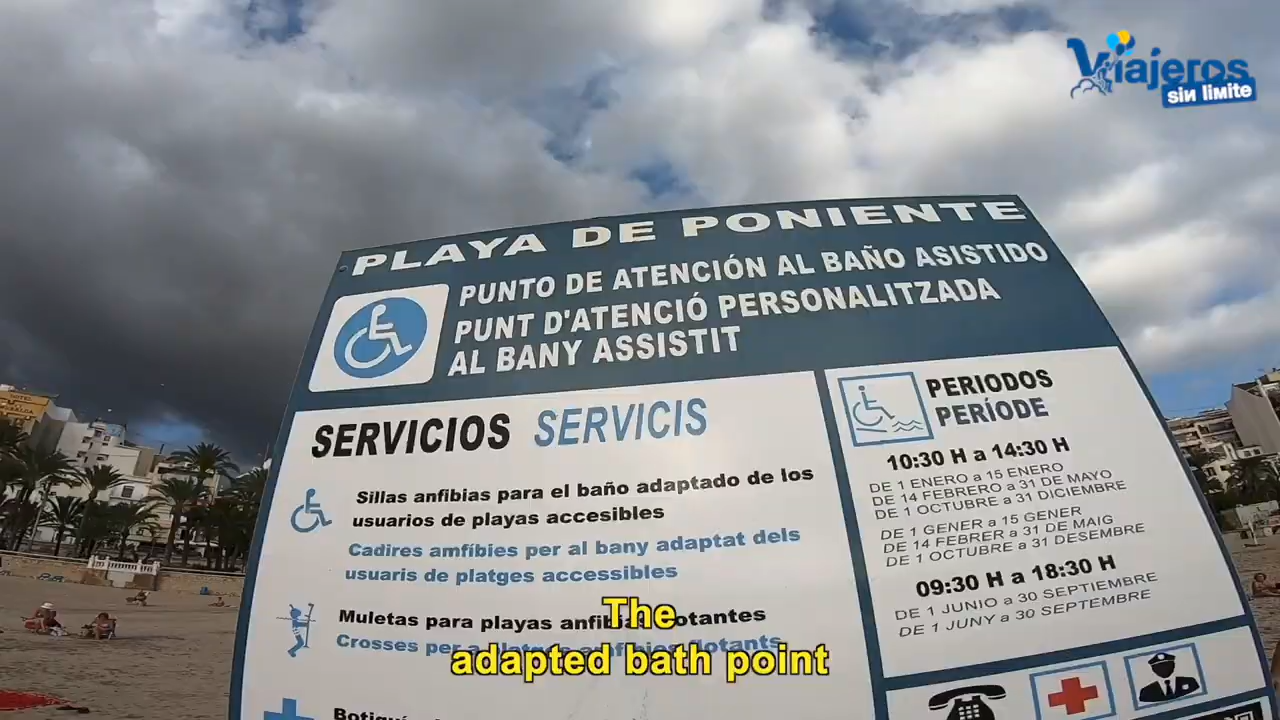 Viajeros
sin limite
PLAYA DE PONIENTE
PUNTO DE ATENCIÓN AL BAÑO ASISTIDO
PUNT D'ATENCIÓ PERSONALITZADA
AL BANY ASSISTIT
SERVICIOS SERVICIS
Sillas anfibias para el baño adaptado de los
usuarios de playas accesibles
Cadires amfíbies per al bany adaptat dels
usuaris de platges accessibles
Muletas para playas
Crosses per
PERIODOS
PERÍODE
10:30 H a 14:30 H
DE 1 ENERO a 15 ENERO
DE 14 FEBRERO a 31 DE MAYO
DE 1 OCTUBRE a 31 DICIEMBRE
DE 1 GENER a 15 GENER
DE 14 FEBRER a 31 DE MAIG
DE 1 OCTUBRE a 31 DESEMBRE
09:30 H a 18:30 H
DE 1 JUNIO a 30 SEPTIEMBRE
DE 1 JUNY a 30 SEPTEMBRE
The
adapted bath point